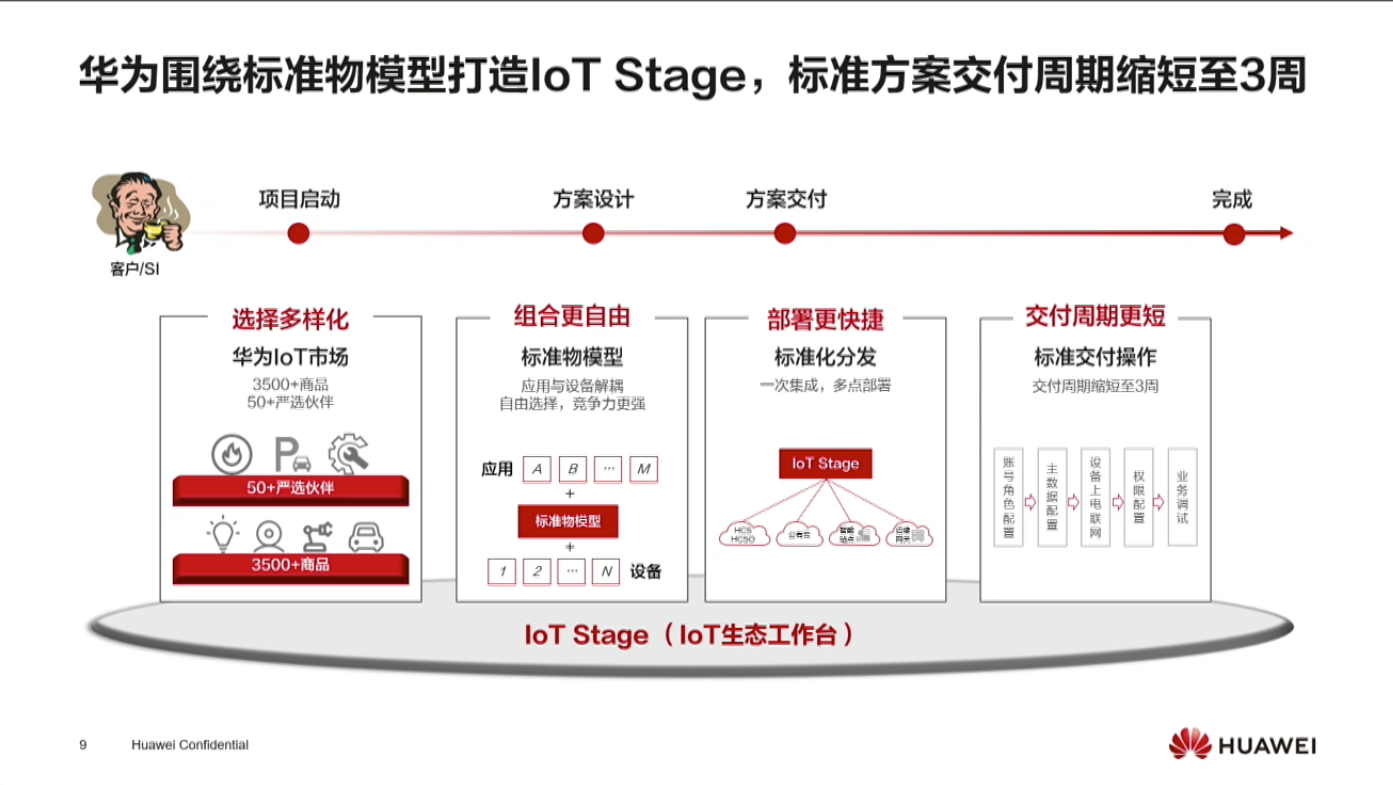 华为围绕标准物模型打造IoT Stage，标准方案交付周期缩短至3周
客户/SI
项目启动
方案设计
方案交付
完成
选择多样化
华为IoT市场
3500+商品
50+严选伙伴
P
50+严选伙伴
3500+商品
组合更自由
标准物模型
应用与设备解耦
自由选择，竞争力更强
应用 A B ... M
+
标准物模型
+
1 2 ... N 设备
部署更快捷
标准化分发
一次集成，多点部署
IoT Stage
HCS
HCSO
公有云
智能
站点
边缘
网关
交付周期更短
标准交付操作
交付周期缩短至3周
账号角色配置
主数据配置
设备上电联网
权限配置
业务调试
IoT Stage（IoT生态工作台）
9 Huawei Confidential
HUAWEI